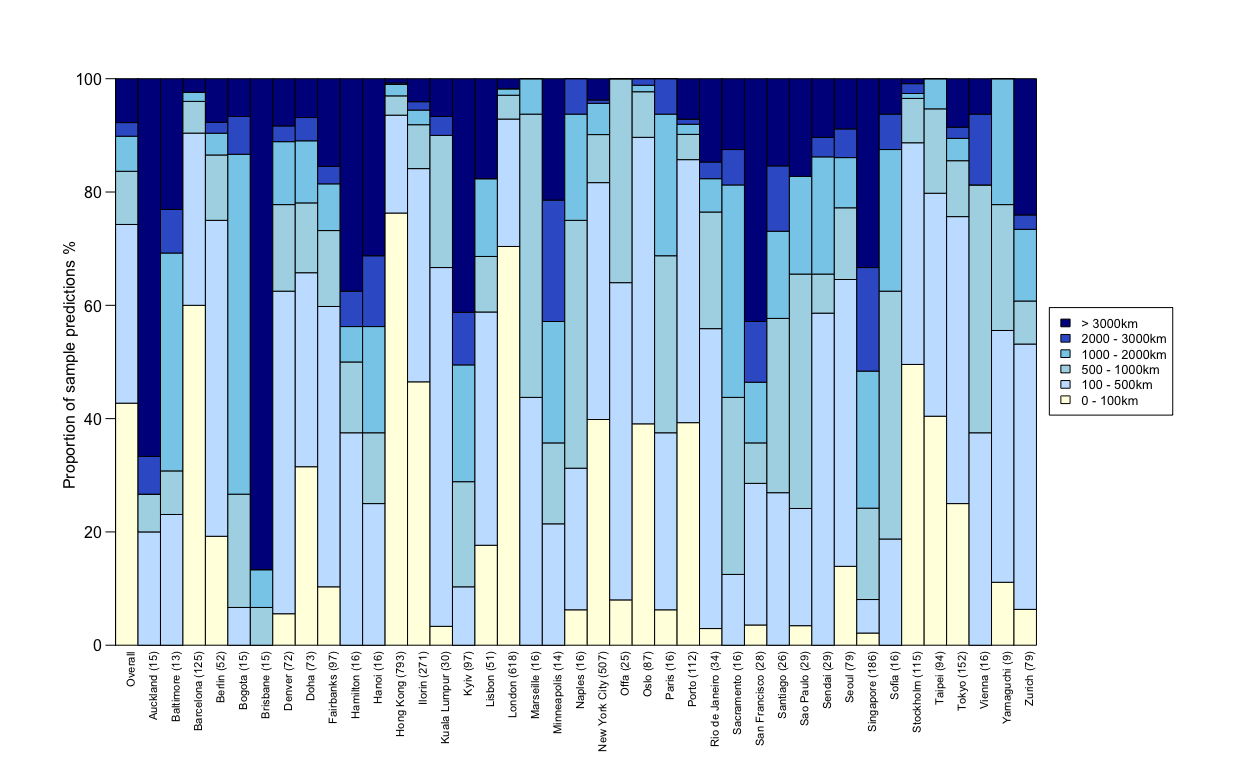 100
80
60
40
20
0
Proportion of sample predictions %
> 3000km
2000 - 3000km
1000 - 2000km
500 - 1000km
100 - 500km
0 - 100km
Overall
Auckland (15)
Baltimore (13)
Barcelona (125)
Berlin (52)
Bogota (15)
Brisbane (15)
Denver (72)
Doha (73)
Fairbanks (97)
Hamilton (16)
Hanoi (16)
Hong Kong (793)
Ilorin (271)
Kuala Lumpur (30)
Kyiv (97)
Lisbon (51)
London (618)
Marseille (16)
Minneapolis (14)
Naples (16)
New York City (507)
Offa (25)
Oslo (87)
Paris (16)
Porto (112)
Rio de Janeiro (34)
Sacramento (16)
San Francisco (28)
Santiago (26)
Sao Paulo (29)
Sendai (29)
Seoul (79)
Singapore (186)
Sofia (16)
Stockholm (115)
Taipei (94)
Tokyo (152)
Vienna (16)
Yamaguchi (9)
Zurich (79)